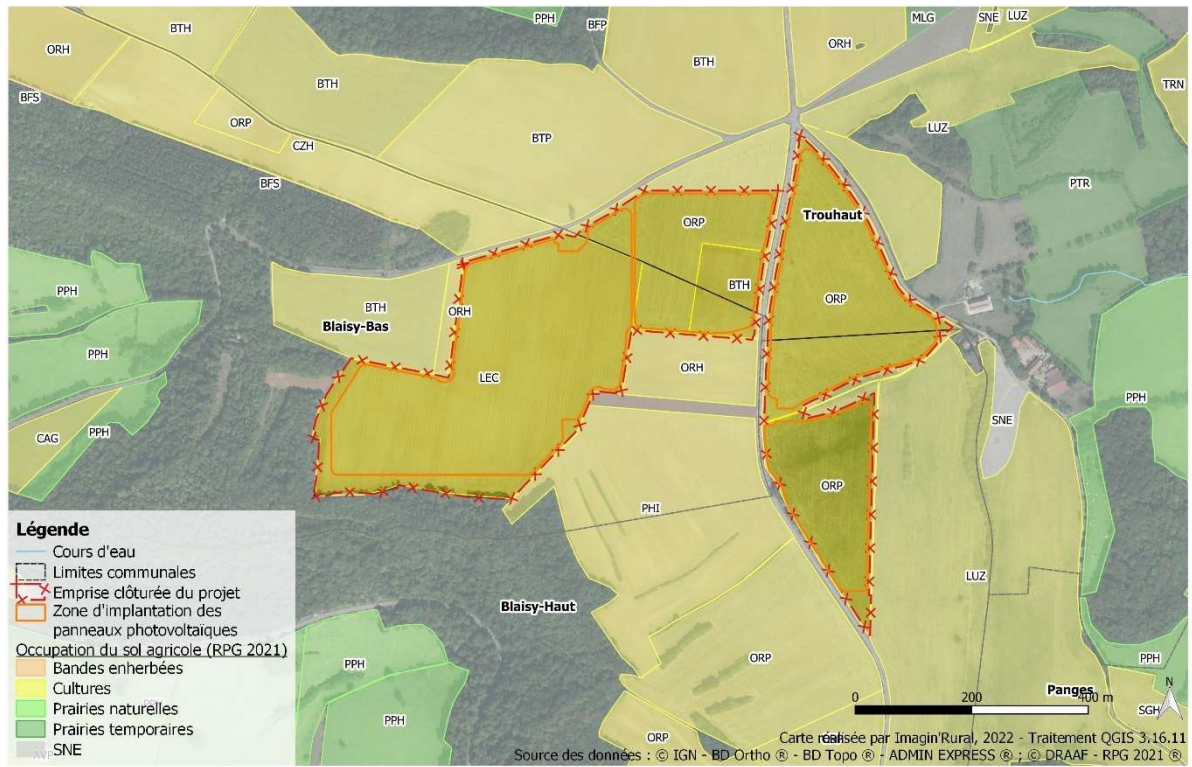 PPH
BFP
MLG
SNE
LUZ
BTH
ORH
ORH
BTH
BTH
TRN
BFS
ORP
CZH
BTP
LUZ
BFS
PTR
ORP
Trouhaut
PPH
BTH
BTH
ORH
ORP
Blaisy-Bas
PPH
ORH
LEC
PPH
CAG
PPH
SNE
ORP
PHI
LUZ
Blaisy-Haut
PPH
ORP
PPH
Panges
SGH
PPH
ORP
Légende
Cours d'eau
Limites communales
Emprise clôturée du projet
Zone d'implantation des
panneaux photovoltaïques
Occupation du sol agricole (RPG 2021)
Bandes enherbées
Cultures
Prairies naturelles
Prairies temporaires
SNE
0 200 400 m
N
Carte réalisée par Imagin'Rural, 2022 - Traitement QGIS 3.16.11
Source des données : © IGN - BD Ortho ® - BD Topo ® - ADMIN EXPRESS ® ; © DRAAF - RPG 2021 ®